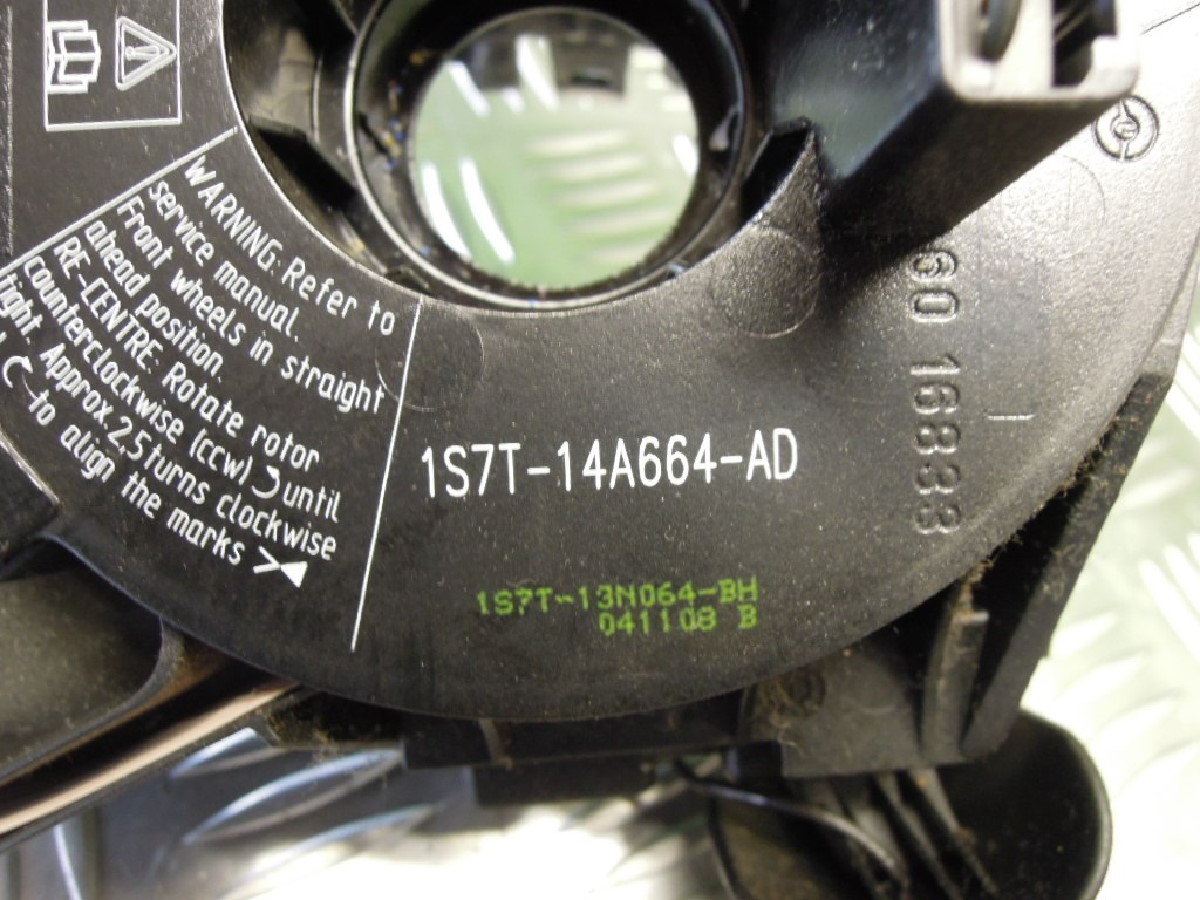 WARNING: Refer to
service manual.
Front wheels in straight
ahead position.
RE-CENTRE: Rotate rotor
counterclockwise (ccw) until
tight. Approx. 2.5 turns clockwise
to align the marks
1S7T-14A664-AD
1S7T-13N064-BH
041108 B
60 16833